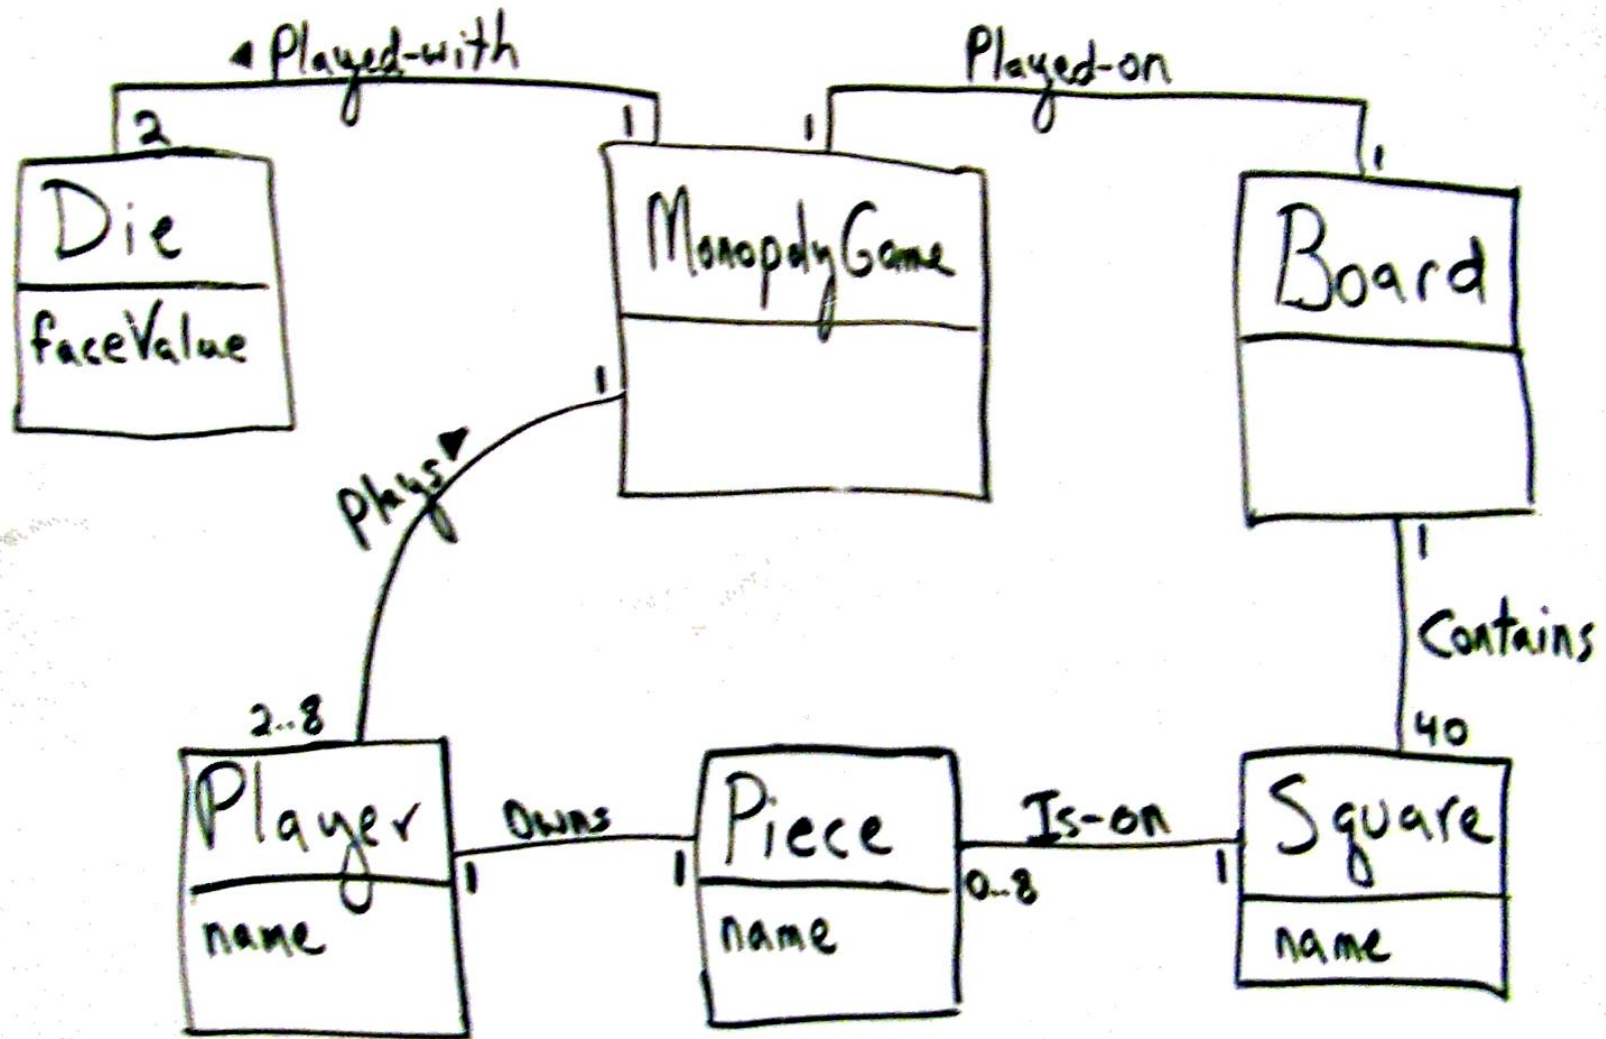 ◄ Played-with
Played-on
2
1
1
1
Die
MonopolyGame
Board
faceValue
1
Plays
1
Contains
2..8
40
Player
Owns
Piece
Is-on
Square
1
1
0..8
1
name
name
name